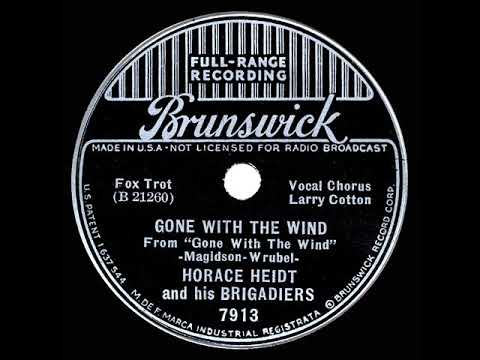 FULL-RANGE
RECORDING
Brunswick
MADE IN U.S.A - NOT LICENSED FOR RADIO BROADCAST
Fox Trot
(B 21260)
Vocal Chorus
Larry Cotton
GONE WITH THE WIND
From "Gone With The Wind"
-Magidson-Wrubel-
HORACE HEIDT
and his BRIGADIERS
7913
U.S. PATENT 1637544
M DE F. MARCA INDUSTRIAL REGISTRADA
© BRUNSWICK RECORD CORP.